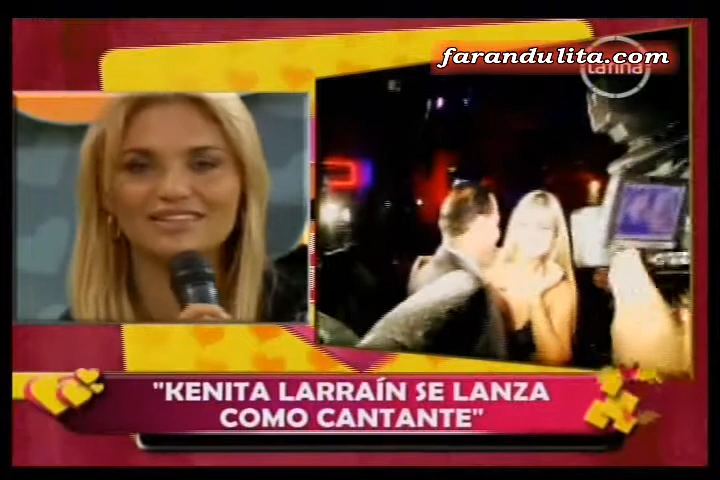 farandulita.com
Latina
"KENITA LARRAÍN SE LANZA
COMO CANTANTE"